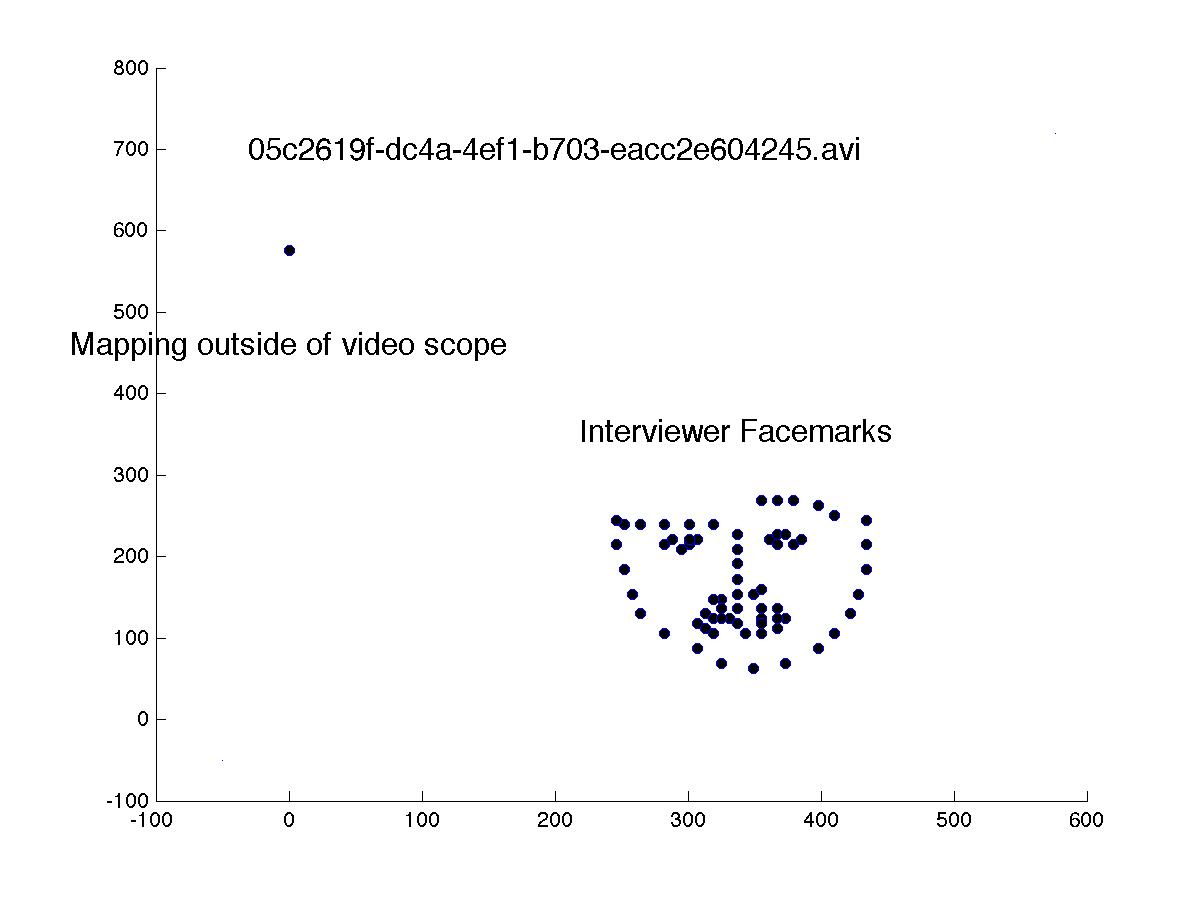 800
700
05c2619f-dc4a-4ef1-b703-eacc2e604245.avi
600
500
Mapping outside of video scope
400
Interviewer Facemarks
300
200
100
0
-100
-100 0 100 200 300 400 500 600